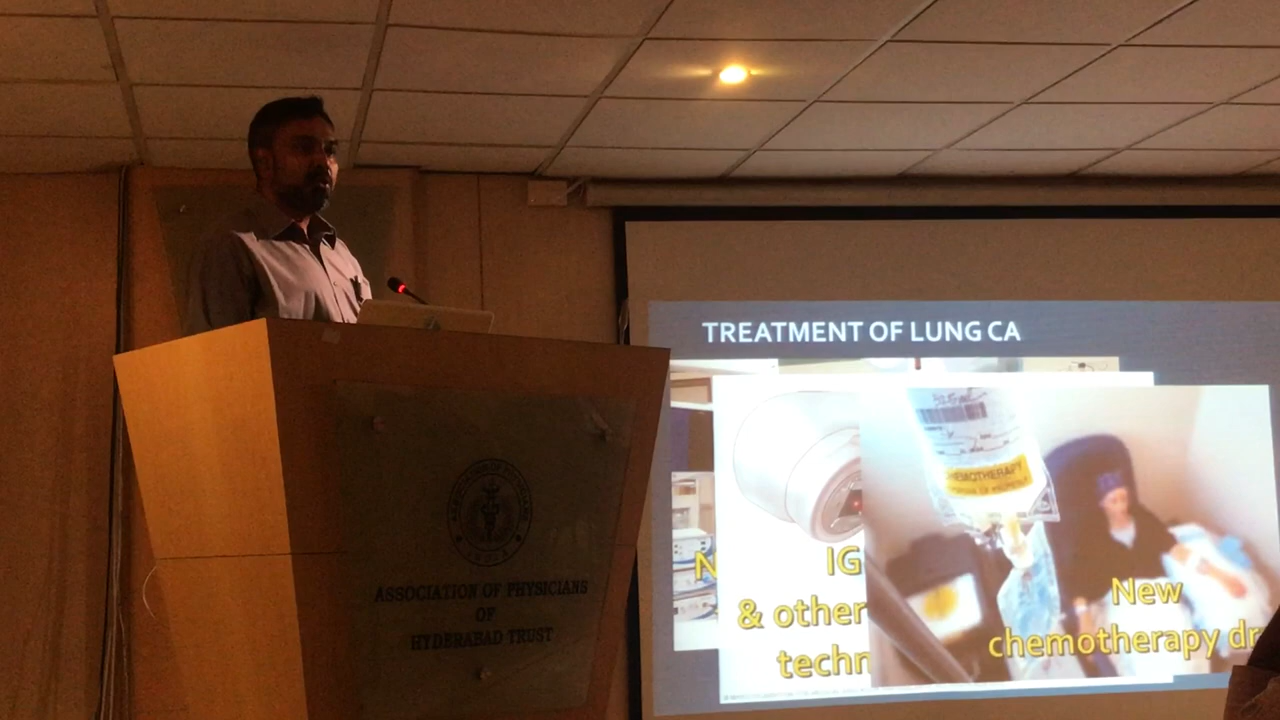 TREATMENT OF LUNG CA
CHEMOTHERAPY
N
IG
& other
techn
New
chemotherapy dr
ASSOCIATION OF PHYSICIANS
OF
HYDERABAD TRUST